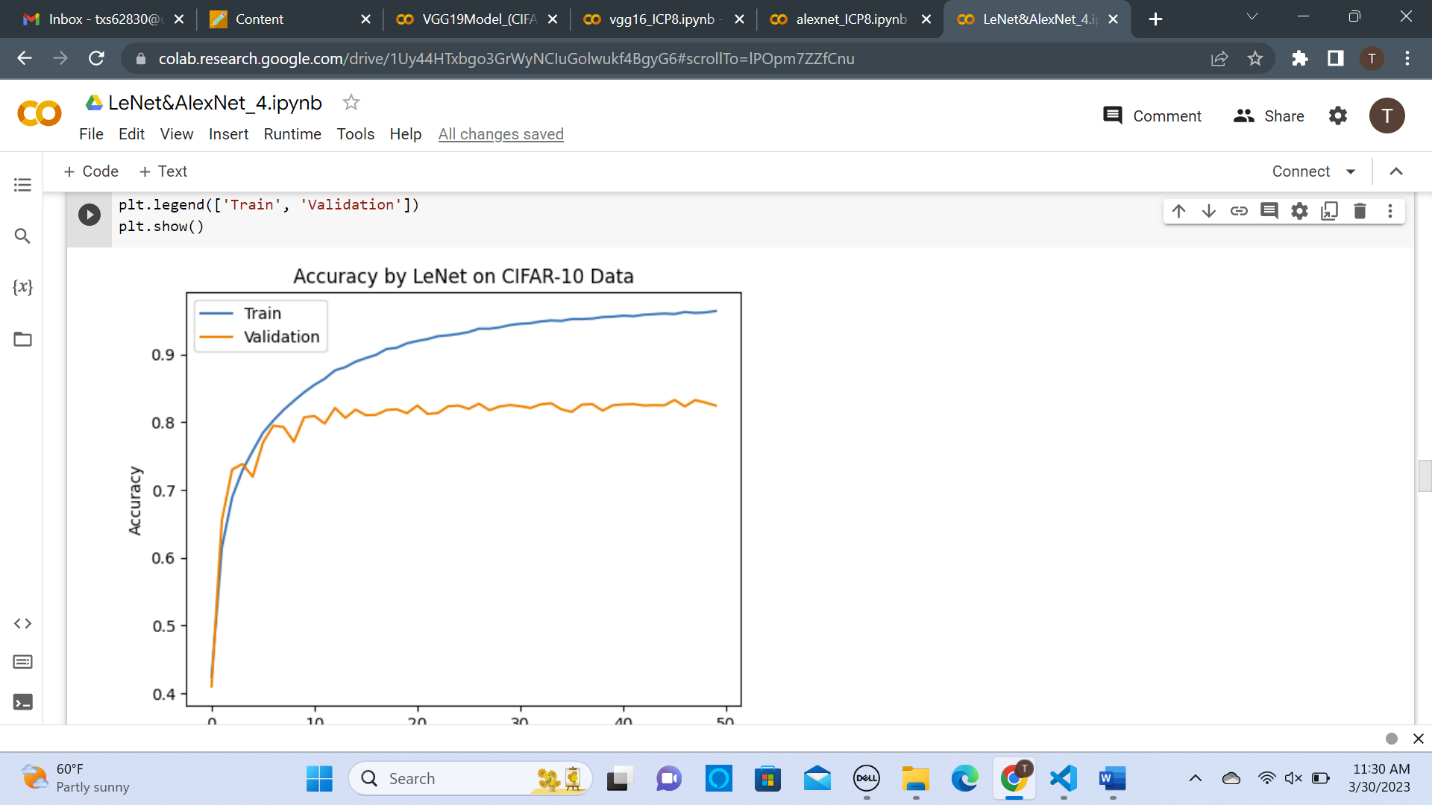 Inbox - txs62830@
Content
VGG19Model_(CIFA
vgg16_ICP8.ipynb -
alexnet_ICP8.ipynb
LeNet&AlexNet_4.i
colab.research.google.com/drive/1Uy44HTxbgo3GrWyNCIuGolwukf4BgyG6#scrollTo=lPOpm7ZZfCnu
T
LeNet&AlexNet_4.ipynb
File Edit View Insert Runtime Tools Help All changes saved
Comment
Share
T
+ Code + Text
Connect
{x}
plt.legend(['Train', 'Validation'])
plt.show()
Accuracy by LeNet on CIFAR-10 Data
Train
Validation
Accuracy
0.9
0.8
0.7
0.6
0.5
0.4
0 10 20 30 40 50
60°F
Partly sunny
Search
DELL
T
11:30 AM
3/30/2023